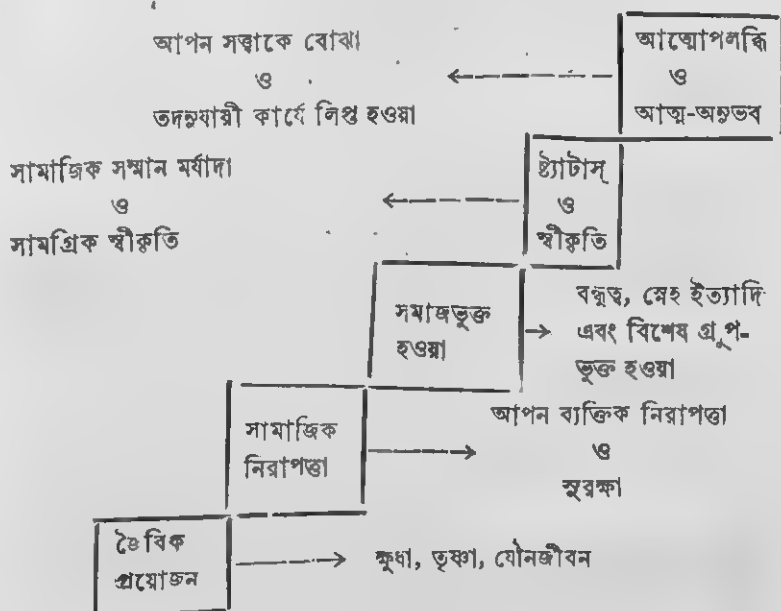 আপন সত্ত্বাকে বোঝা
ও
তদনুযায়ী কার্যে লিপ্ত হওয়া
আত্মোপলব্ধি
ও
আত্ম-অনুভব
সামাজিক সম্মান মর্যাদা
ও
সামগ্রিক স্বীকৃতি
ষ্ট্যাটাস্
ও
স্বীকৃতি
সমাজভুক্ত
হওয়া
বন্ধুত্ব, স্নেহ ইত্যাদি
এবং বিশেষ গ্রুপ-
ভুক্ত হওয়া
সামাজিক
নিরাপত্তা
আপন ব্যক্তিক নিরাপত্তা
ও
সুরক্ষা
জৈবিক
প্রয়োজন
ক্ষুধা, তৃষ্ণা, যৌনজীবন